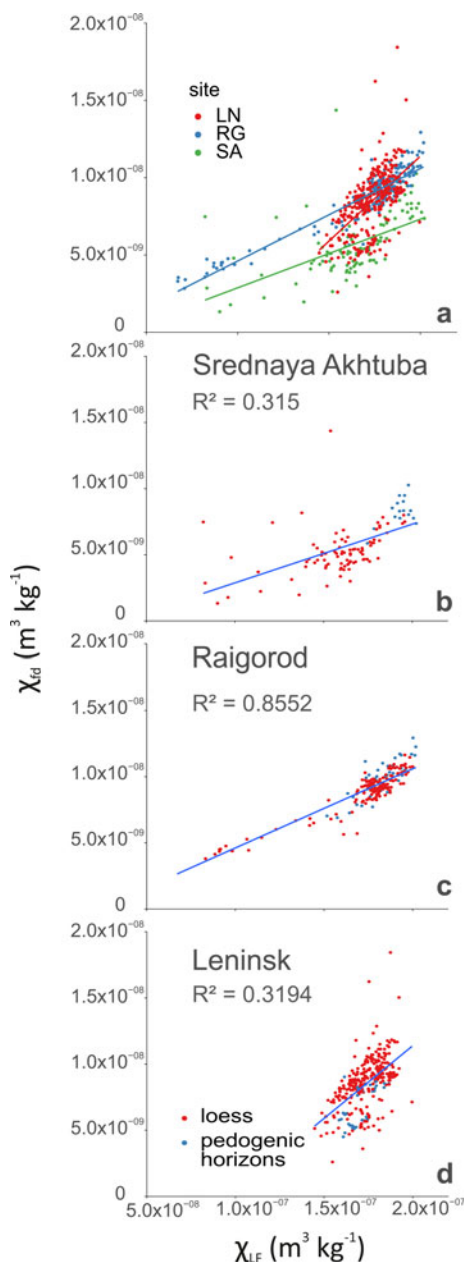 2.0x10⁻⁰⁸
site
LN
RG
SA
1.5x10⁻⁰⁸
1.0x10⁻⁰⁸
5.0x10⁻⁰⁹
0
a
2.0x10⁻⁰⁸
Srednaya Akhtuba
R² = 0.315
1.5x10⁻⁰⁸
1.0x10⁻⁰⁸
5.0x10⁻⁰⁹
0
b
χfd (m³ kg⁻¹)
2.0x10⁻⁰⁸
Raigorod
R² = 0.8552
1.5x10⁻⁰⁸
1.0x10⁻⁰⁸
5.0x10⁻⁰⁹
0
c
2.0x10⁻⁰⁸
Leninsk
R² = 0.3194
1.5x10⁻⁰⁸
1.0x10⁻⁰⁸
5.0x10⁻⁰⁹
loess
pedogenic
horizons
0
d
5.0x10⁻⁰⁸ 1.0x10⁻⁰⁷ 1.5x10⁻⁰⁷ 2.0x10⁻⁰⁷
χLF (m³ kg⁻¹)